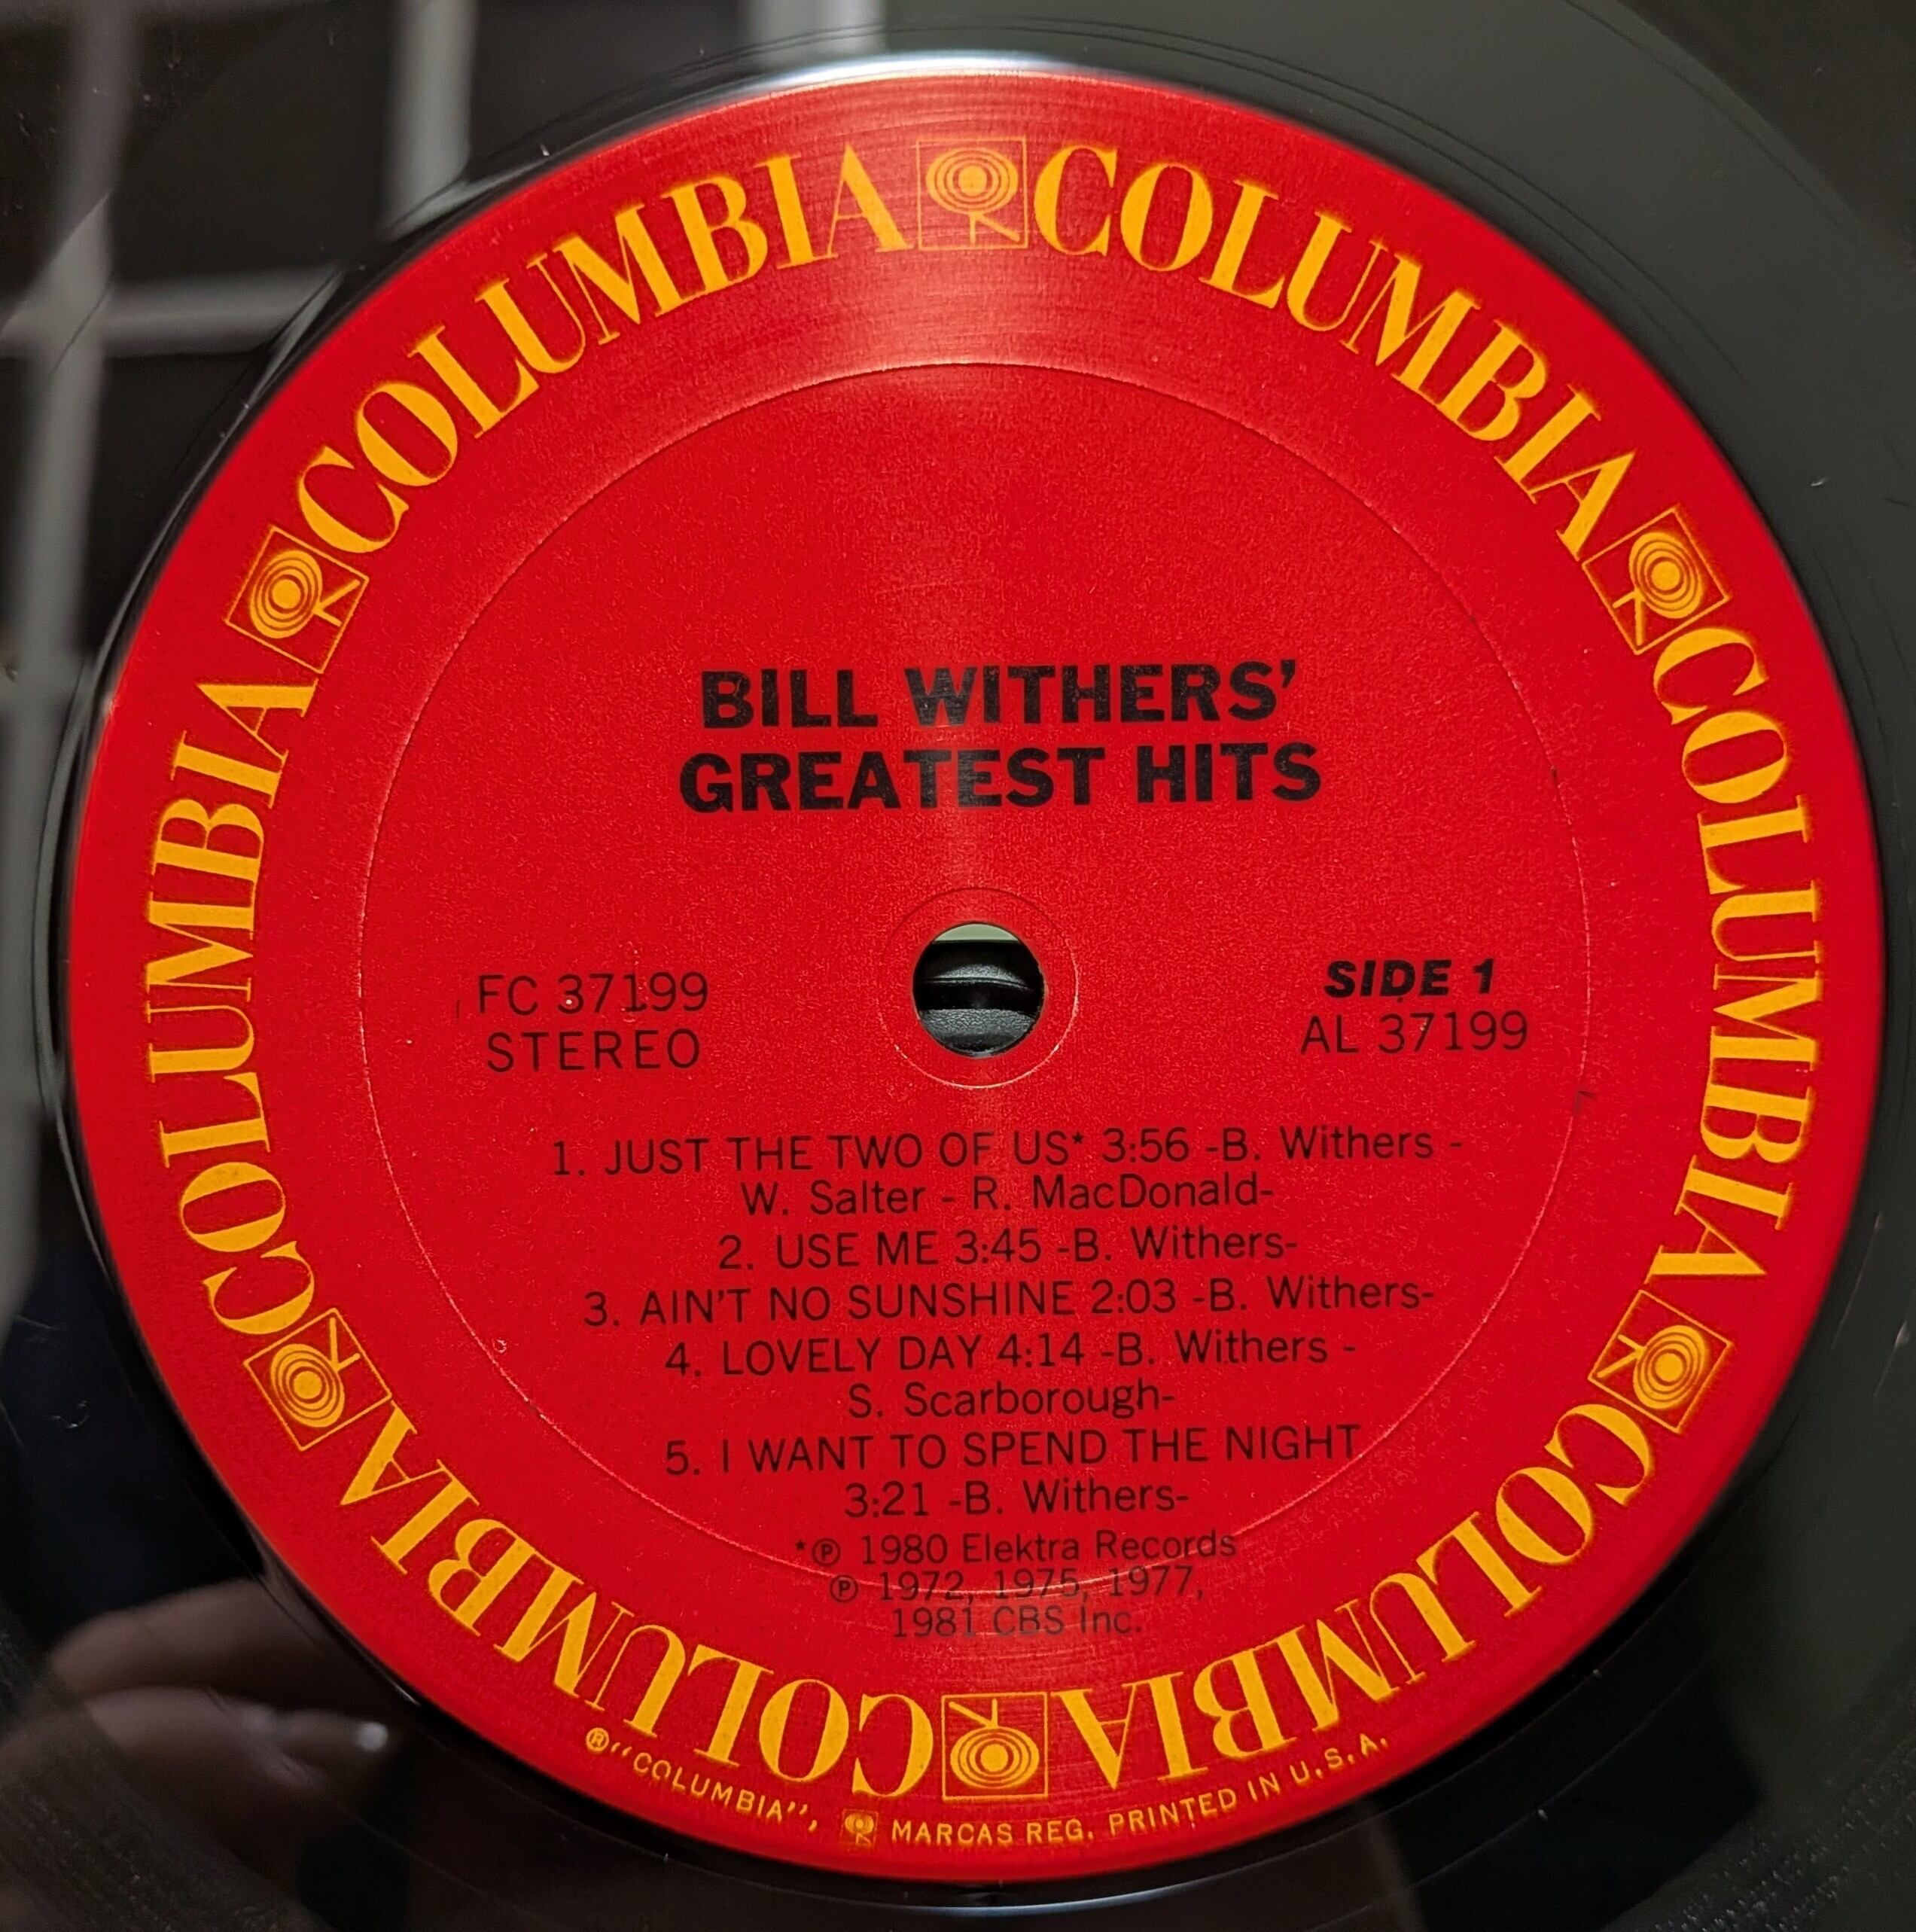 COLUMBIA COLUMBIA COLUMBIA COLUMBIA COLUMBIA COLUMBIA
BILL WITHERS’
GREATEST HITS
FC 37199
STEREO
SIDE 1
AL 37199
1. JUST THE TWO OF US* 3:56 -B. Withers -
W. Salter - R. MacDonald-
2. USE ME 3:45 -B. Withers-
3. AIN'T NO SUNSHINE 2:03 -B. Withers-
4. LOVELY DAY 4:14 -B. Withers -
S. Scarborough-
5. I WANT TO SPEND THE NIGHT
3:21 -B. Withers-
*℗ 1980 Elektra Records
℗ 1972, 1975, 1977,
1981 CBS Inc.
®"COLUMBIA", MARCAS REG. PRINTED IN U.S.A.